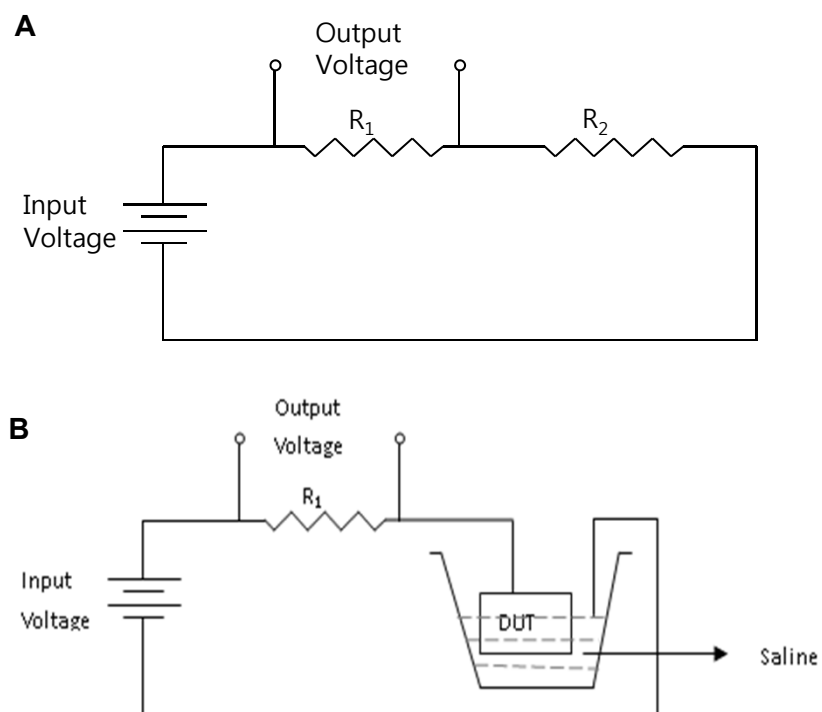 A
Output
Voltage
R1
R2
Input
Voltage
B
Output
Voltage
R1
Input
Voltage
DUT
Saline